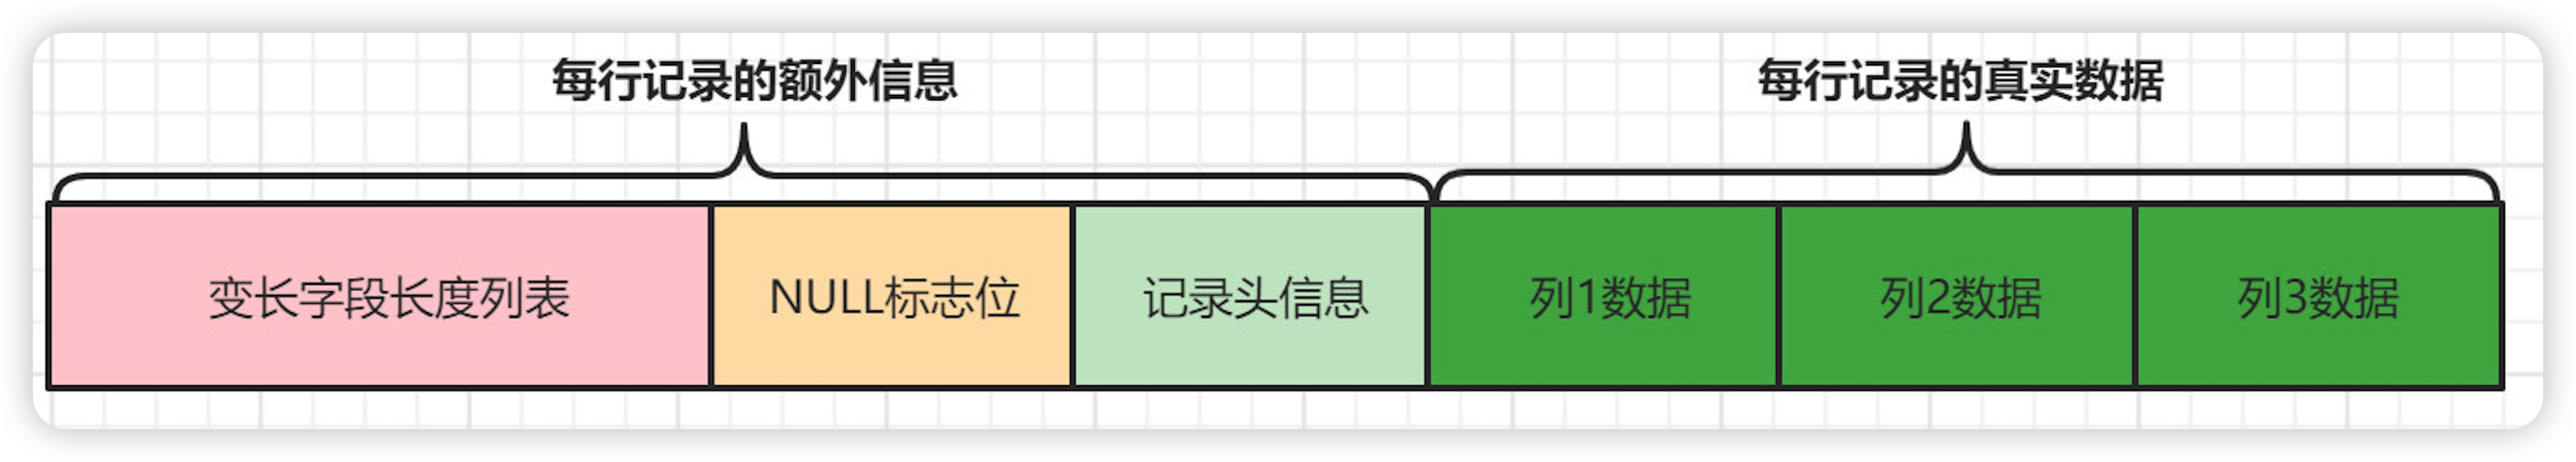 每行记录的额外信息
每行记录的真实数据
变长字段长度列表
NULL标志位
记录头信息
列1数据
列2数据
列3数据